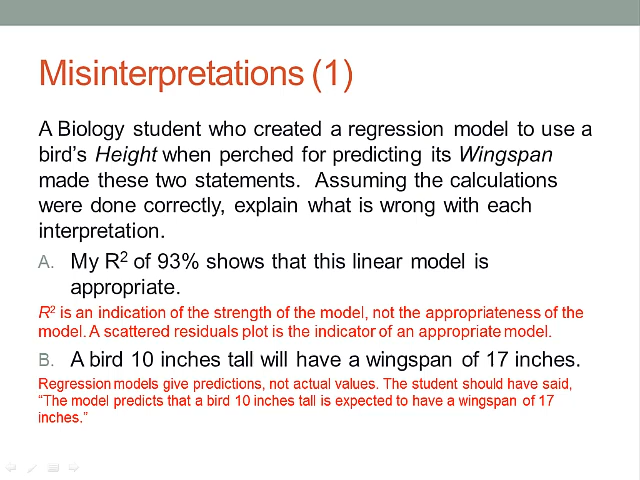 Misinterpretations (1)
A Biology student who created a regression model to use a
bird's Height when perched for predicting its Wingspan
made these two statements. Assuming the calculations
were done correctly, explain what is wrong with each
interpretation.
A. My R² of 93% shows that this linear model is
appropriate.
R² is an indication of the strength of the model, not the appropriateness of the
model. A scattered residuals plot is the indicator of an appropriate model.
B. A bird 10 inches tall will have a wingspan of 17 inches.
Regression models give predictions, not actual values. The student should have said,
“The model predicts that a bird 10 inches tall is expected to have a wingspan of 17
inches.”